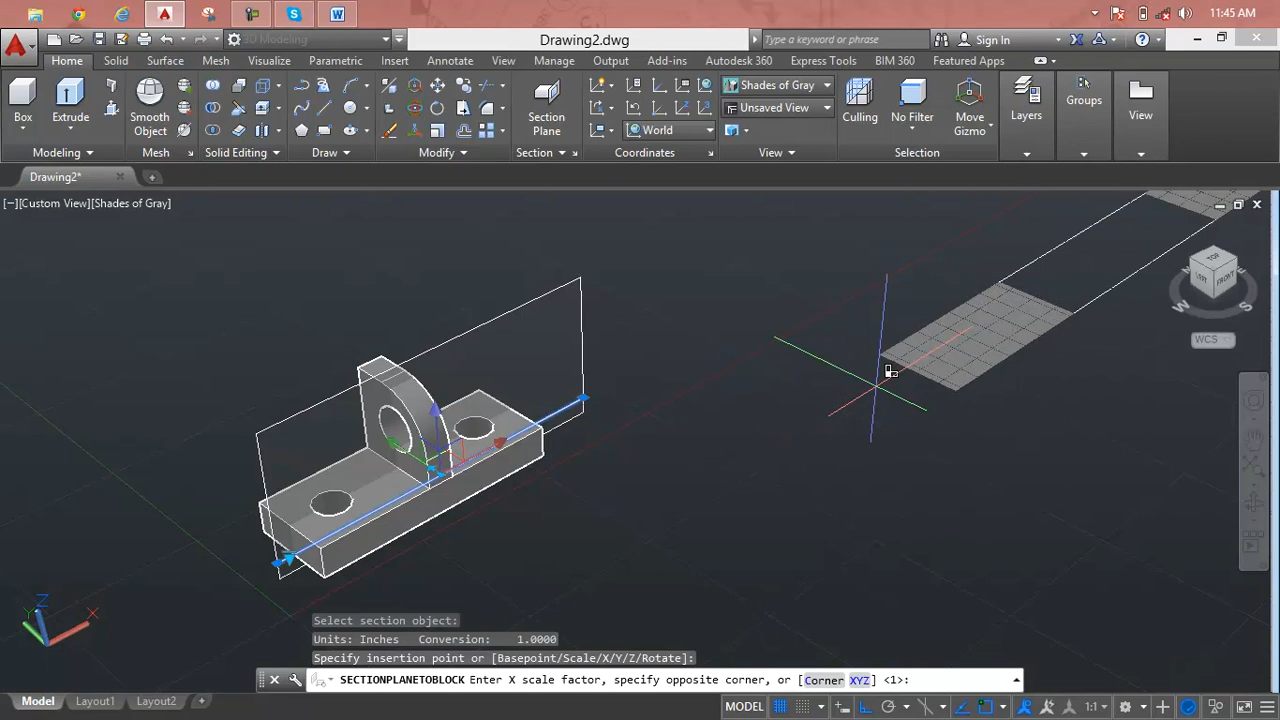 11:45 AM
3D Modeling
Drawing2.dwg
Type a keyword or phrase
Sign In
Home Solid Surface Mesh Visualize Parametric Insert Annotate View Manage Output Add-ins Autodesk 360 Express Tools BIM 360 Featured Apps
Box
Extrude
Smooth Object
Section Plane
Shades of Gray
Unsaved View
World
Culling
No Filter
Move Gizmo
Layers
Groups
View
Modeling
Mesh
Solid Editing
Draw
Modify
Section
Coordinates
View
Selection
Drawing2*
[−][Custom View][Shades of Gray]
TOP
LEFT
FRONT
W
S
WCS
Z
Y
X
Select section object:
Units: Inches Conversion: 1.0000
Specify insertion point or [Basepoint/Scale/X/Y/Z/Rotate]:
SECTIONPLANETOBLOCK Enter X scale factor, specify opposite corner, or [Corner XYZ] <1>:
Model Layout1 Layout2
MODEL
1:1